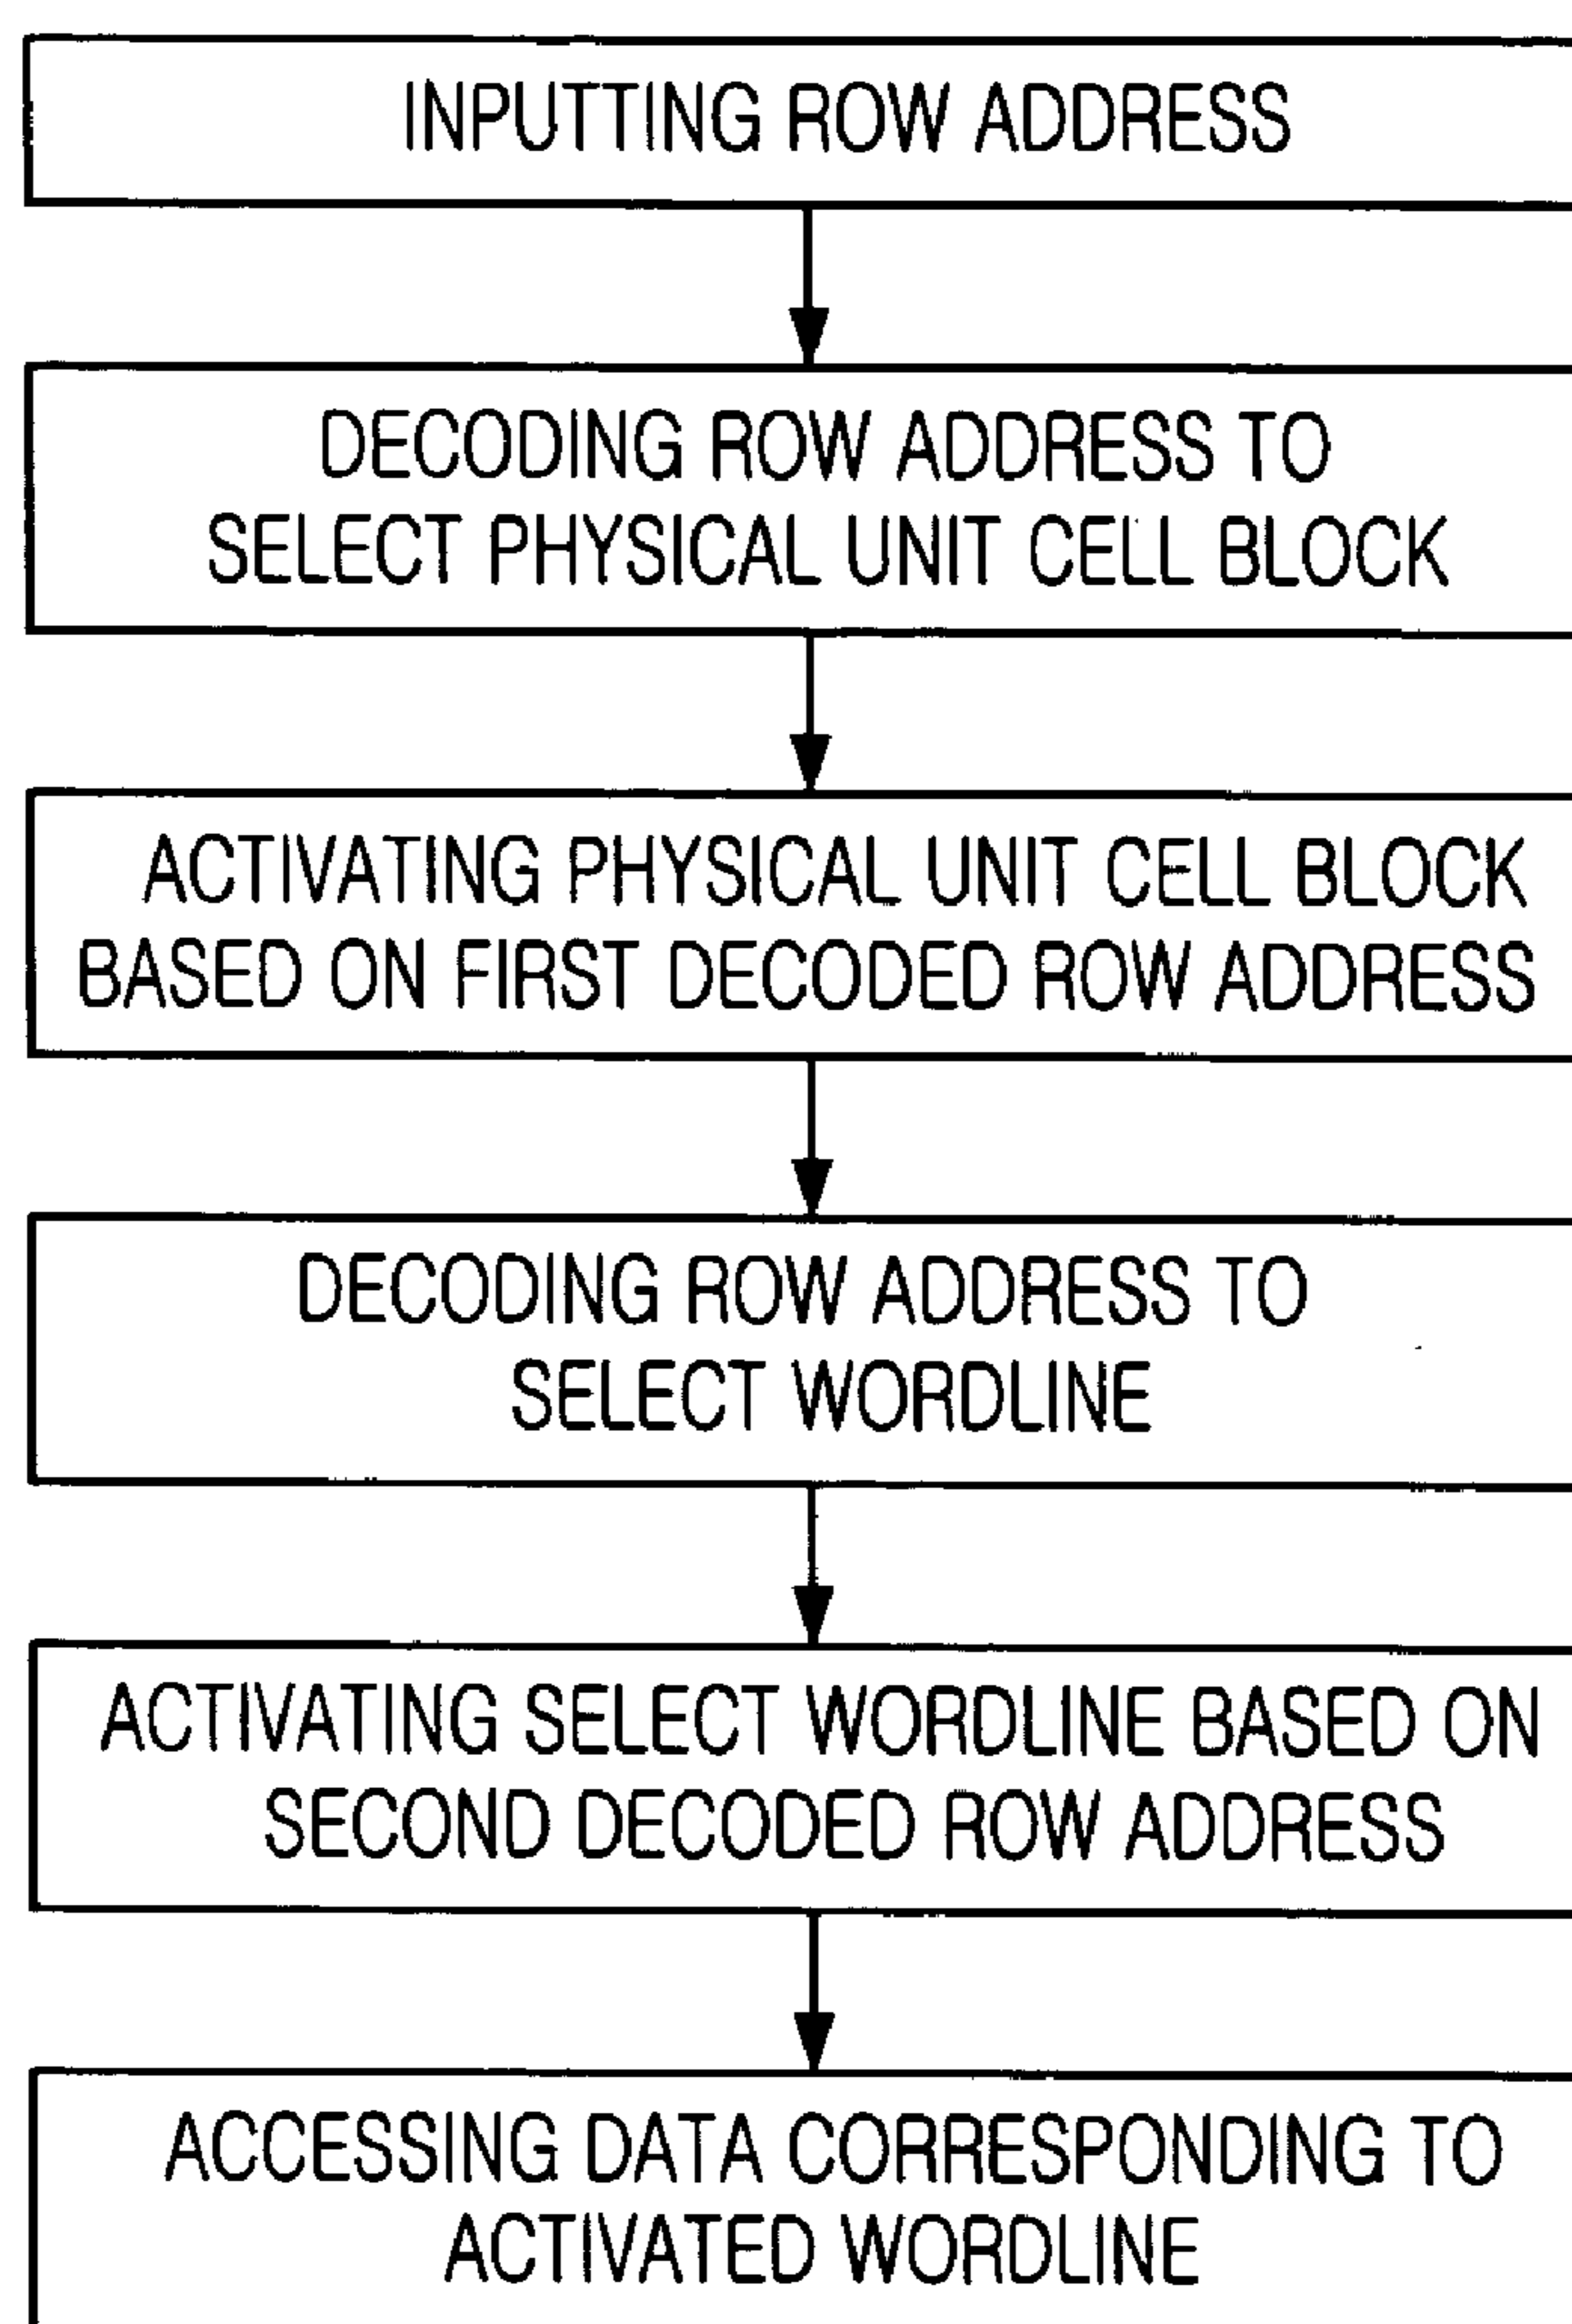 INPUTTING ROW ADDRESS
DECODING ROW ADDRESS TO
SELECT PHYSICAL UNIT CELL BLOCK
ACTIVATING PHYSICAL UNIT CELL BLOCK
BASED ON FIRST DECODED ROW ADDRESS
DECODING ROW ADDRESS TO
SELECT WORDLINE
ACTIVATING SELECT WORDLINE BASED ON
SECOND DECODED ROW ADDRESS
ACCESSING DATA CORRESPONDING TO
ACTIVATED WORDLINE